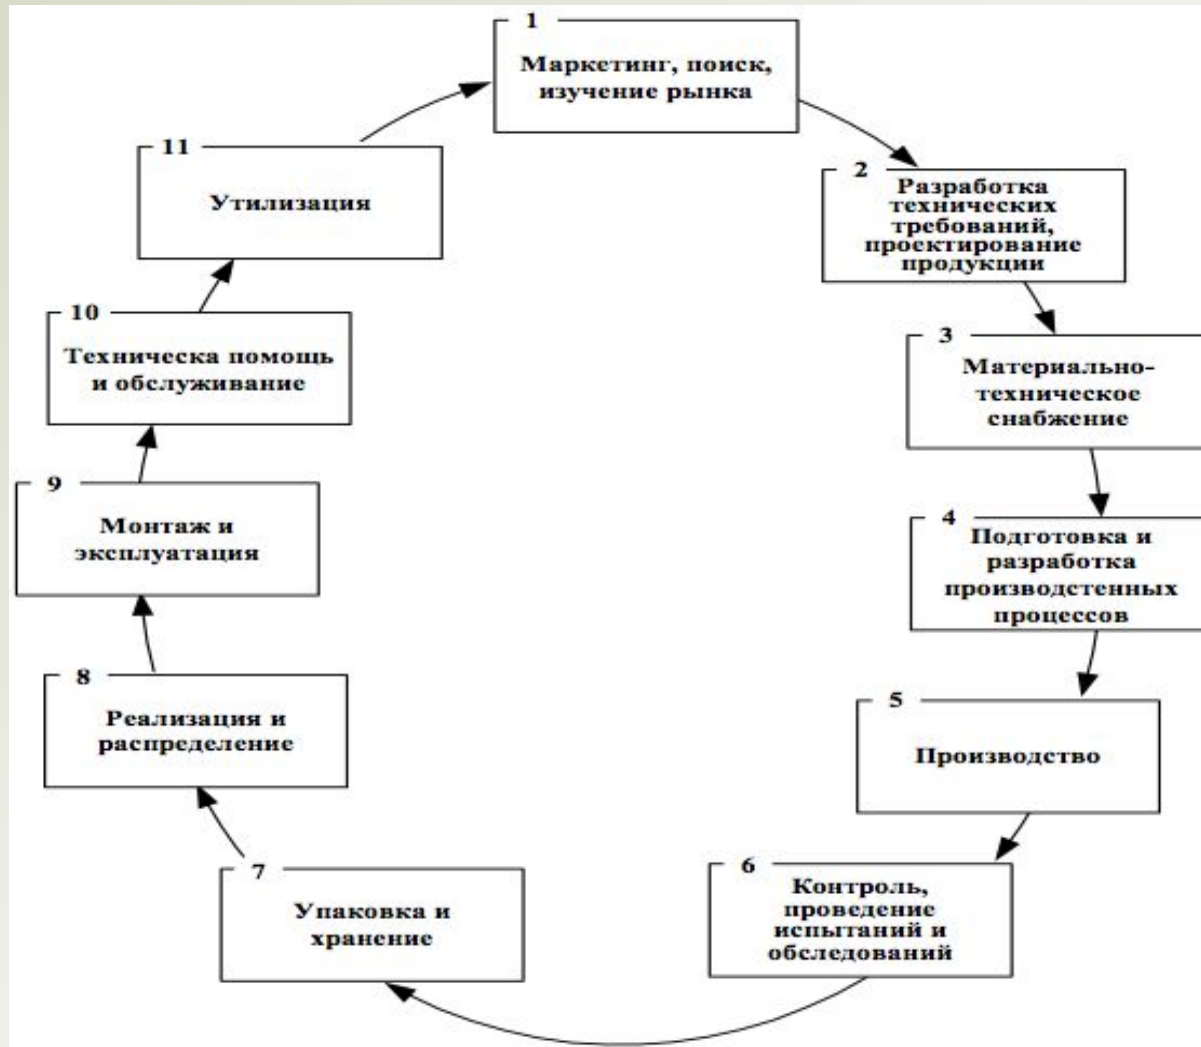 1
Маркетинг, поиск,
изучение рынка
2
Разработка
технических
требований,
проектирование
продукции
3
Материально-
техническое
снабжение
4
Подготовка и
разработка
производстенных
процессов
5
Производство
6
Контроль,
проведение
испытаний и
обследований
7
Упаковка и
хранение
8
Реализация и
распределение
9
Монтаж и
эксплуатация
10
Техническа помощь
и обслуживание
11
Утилизация